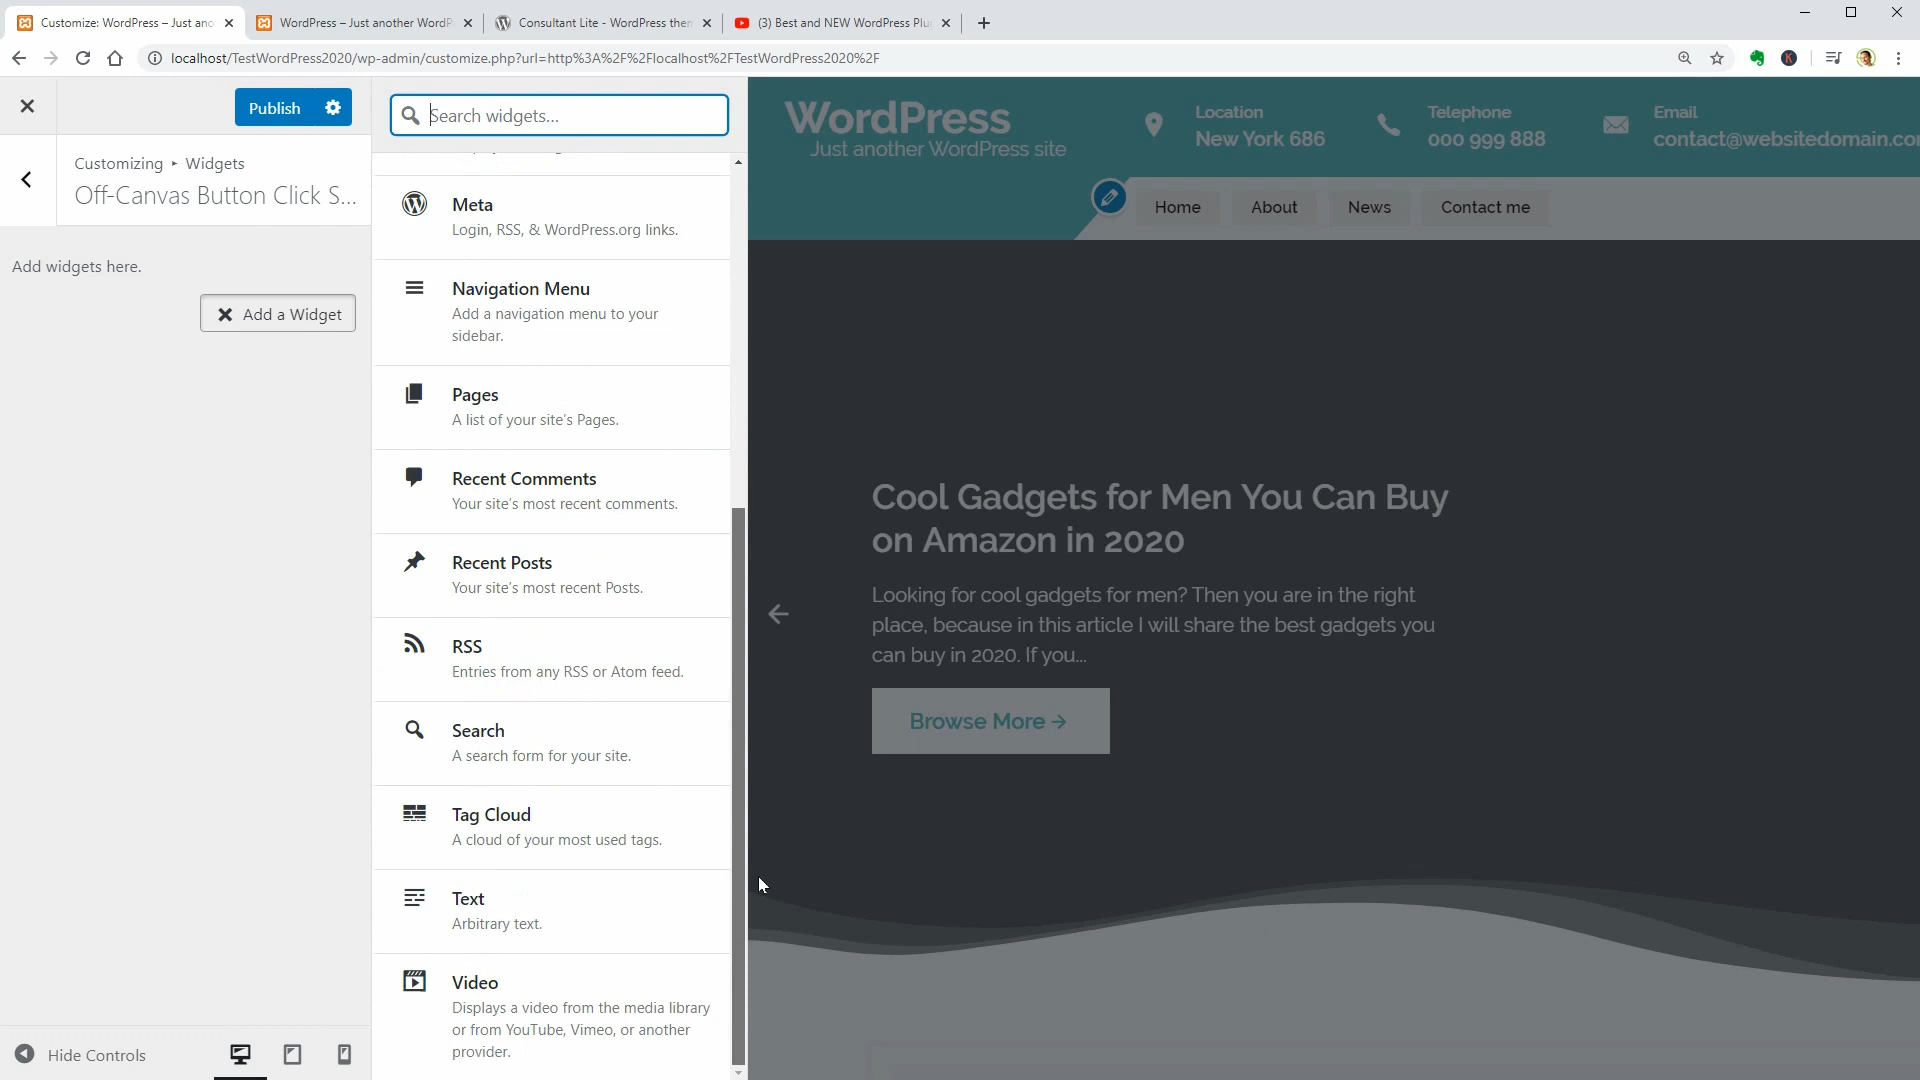 Customize: WordPress – Just ano
WordPress – Just another WordP
Consultant Lite - WordPress them
(3) Best and NEW WordPress Plu
localhost/TestWordPress2020/wp-admin/customize.php?url=http%3A%2F%2Flocalhost%2FTestWordPress2020%2F
K
Publish
Customizing ▸ Widgets
Off-Canvas Button Click S...
Add widgets here.
Add a Widget
Hide Controls
Search widgets...
Meta
Login, RSS, & WordPress.org links.
Navigation Menu
Add a navigation menu to your
sidebar.
Pages
A list of your site's Pages.
Recent Comments
Your site's most recent comments.
Recent Posts
Your site's most recent Posts.
RSS
Entries from any RSS or Atom feed.
Search
A search form for your site.
Tag Cloud
A cloud of your most used tags.
Text
Arbitrary text.
Video
Displays a video from the media library
or from YouTube, Vimeo, or another
provider.
WordPress
Just another WordPress site
Location
New York 686
Telephone
000 999 888
Email
contact@websitedomain.co
Home
About
News
Contact me
Cool Gadgets for Men You Can Buy
on Amazon in 2020
Looking for cool gadgets for men? Then you are in the right
place, because in this article I will share the best gadgets you
can buy in 2020. If you...
Browse More →